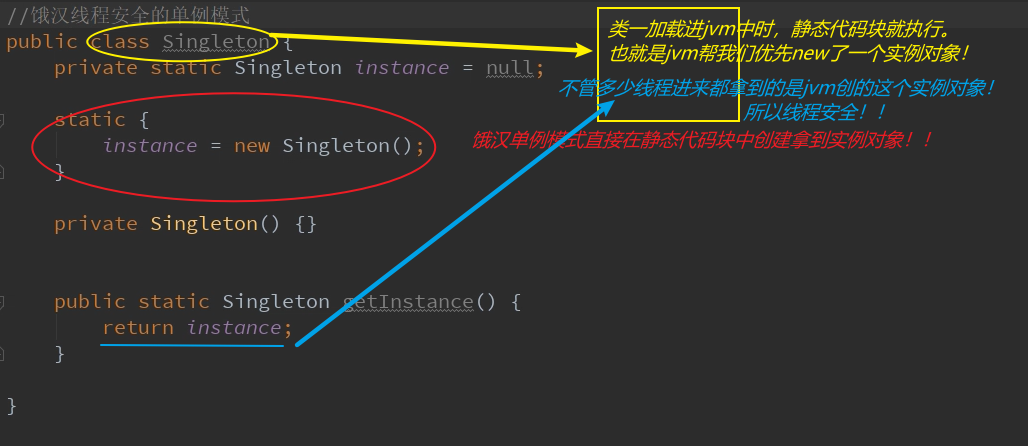 //饿汉线程安全的单例模式
public class Singleton {
private static Singleton instance = null;
static {
instance = new Singleton();
}
private Singleton() {}
public static Singleton getInstance() {
return instance;
}
}
类一加载进jvm中时，静态代码块就执行。
也就是jvm帮我们优先new了一个实例对象！
不管多少线程进来都拿到的是jvm创的这个实例对象！
所以线程安全！！
饿汉单例模式直接在静态代码块中创建拿到实例对象！！